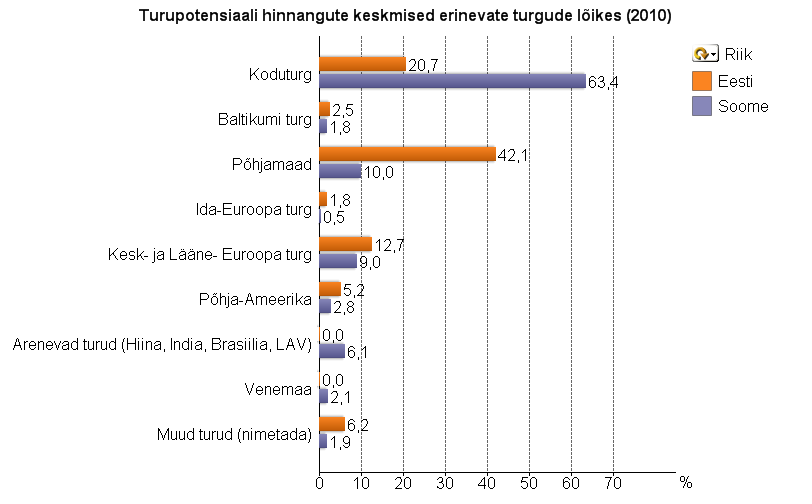 Turupotensiaali hinnangute keskmised erinevate turgude lõikes (2010)
Riik
Eesti
Soome
Koduturg
20,7
63,4
Baltikumi turg
2,5
1,8
Põhjamaad
42,1
10,0
Ida-Euroopa turg
1,8
0,5
Kesk- ja Lääne- Euroopa turg
12,7
9,0
Põhja-Ameerika
5,2
2,8
Arenevad turud (Hiina, India, Brasiilia, LAV)
0,0
6,1
Venemaa
0,0
2,1
Muud turud (nimetada)
6,2
1,9
0 10 20 30 40 50 60 70 %